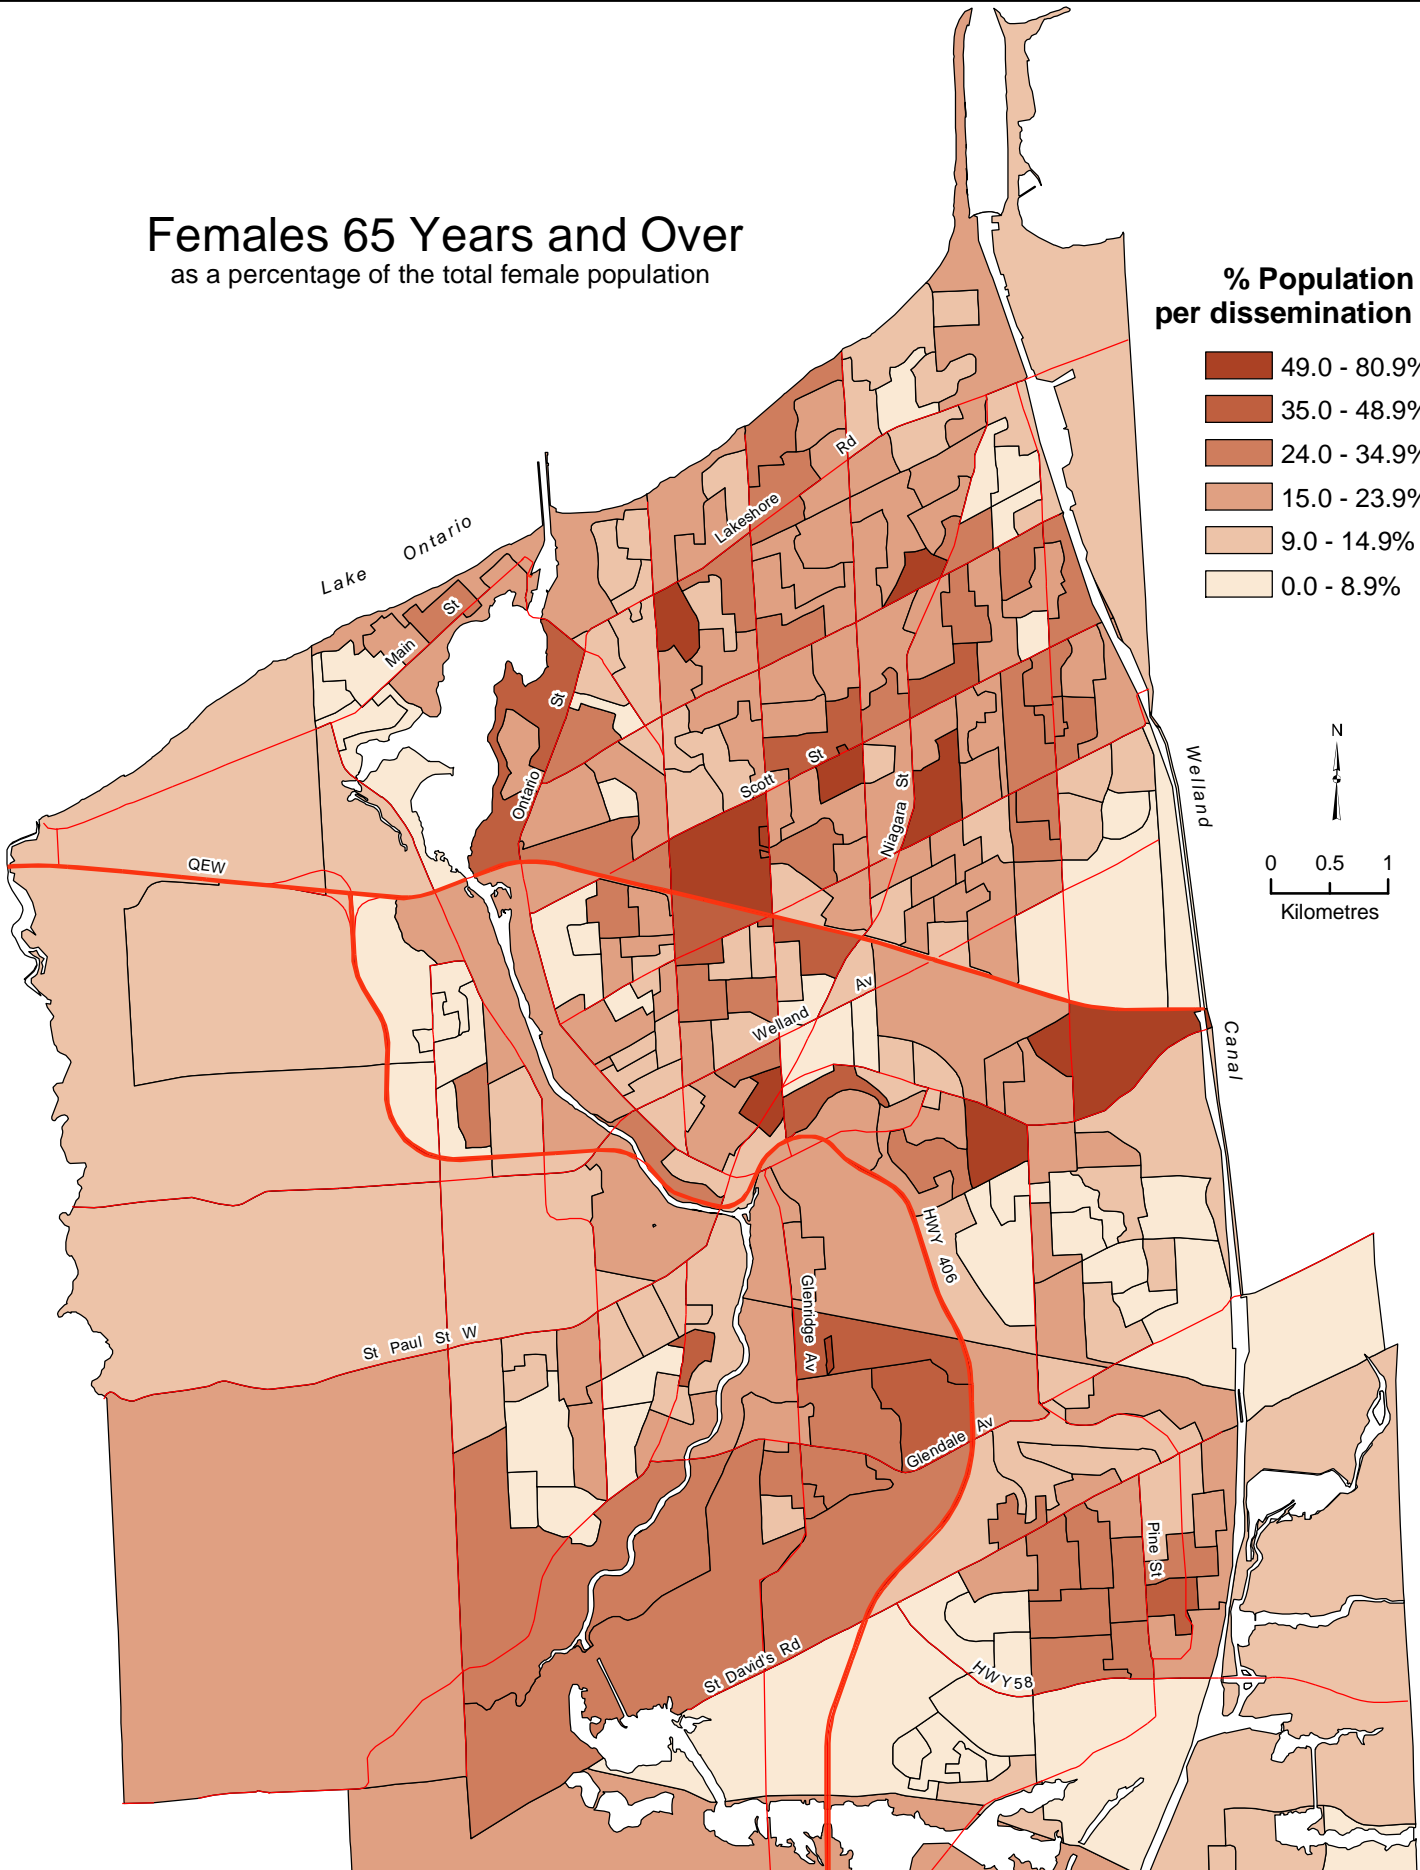 Females 65 Years and Over
as a percentage of the total female population
% Population
per dissemination
49.0 - 80.9%
35.0 - 48.9%
24.0 - 34.9%
15.0 - 23.9%
9.0 - 14.9%
0.0 - 8.9%
Rd
Lakeshore
Lake Ontario
Main St
St
Ontario
Scott St
Niagara St
N
Welland
0 0.5 1
Kilometres
QEW
Av
Welland
Canal
HWY 406
Glenridge Av
St Paul St W
Glendale Av
Pine St
St David's Rd
HWY58